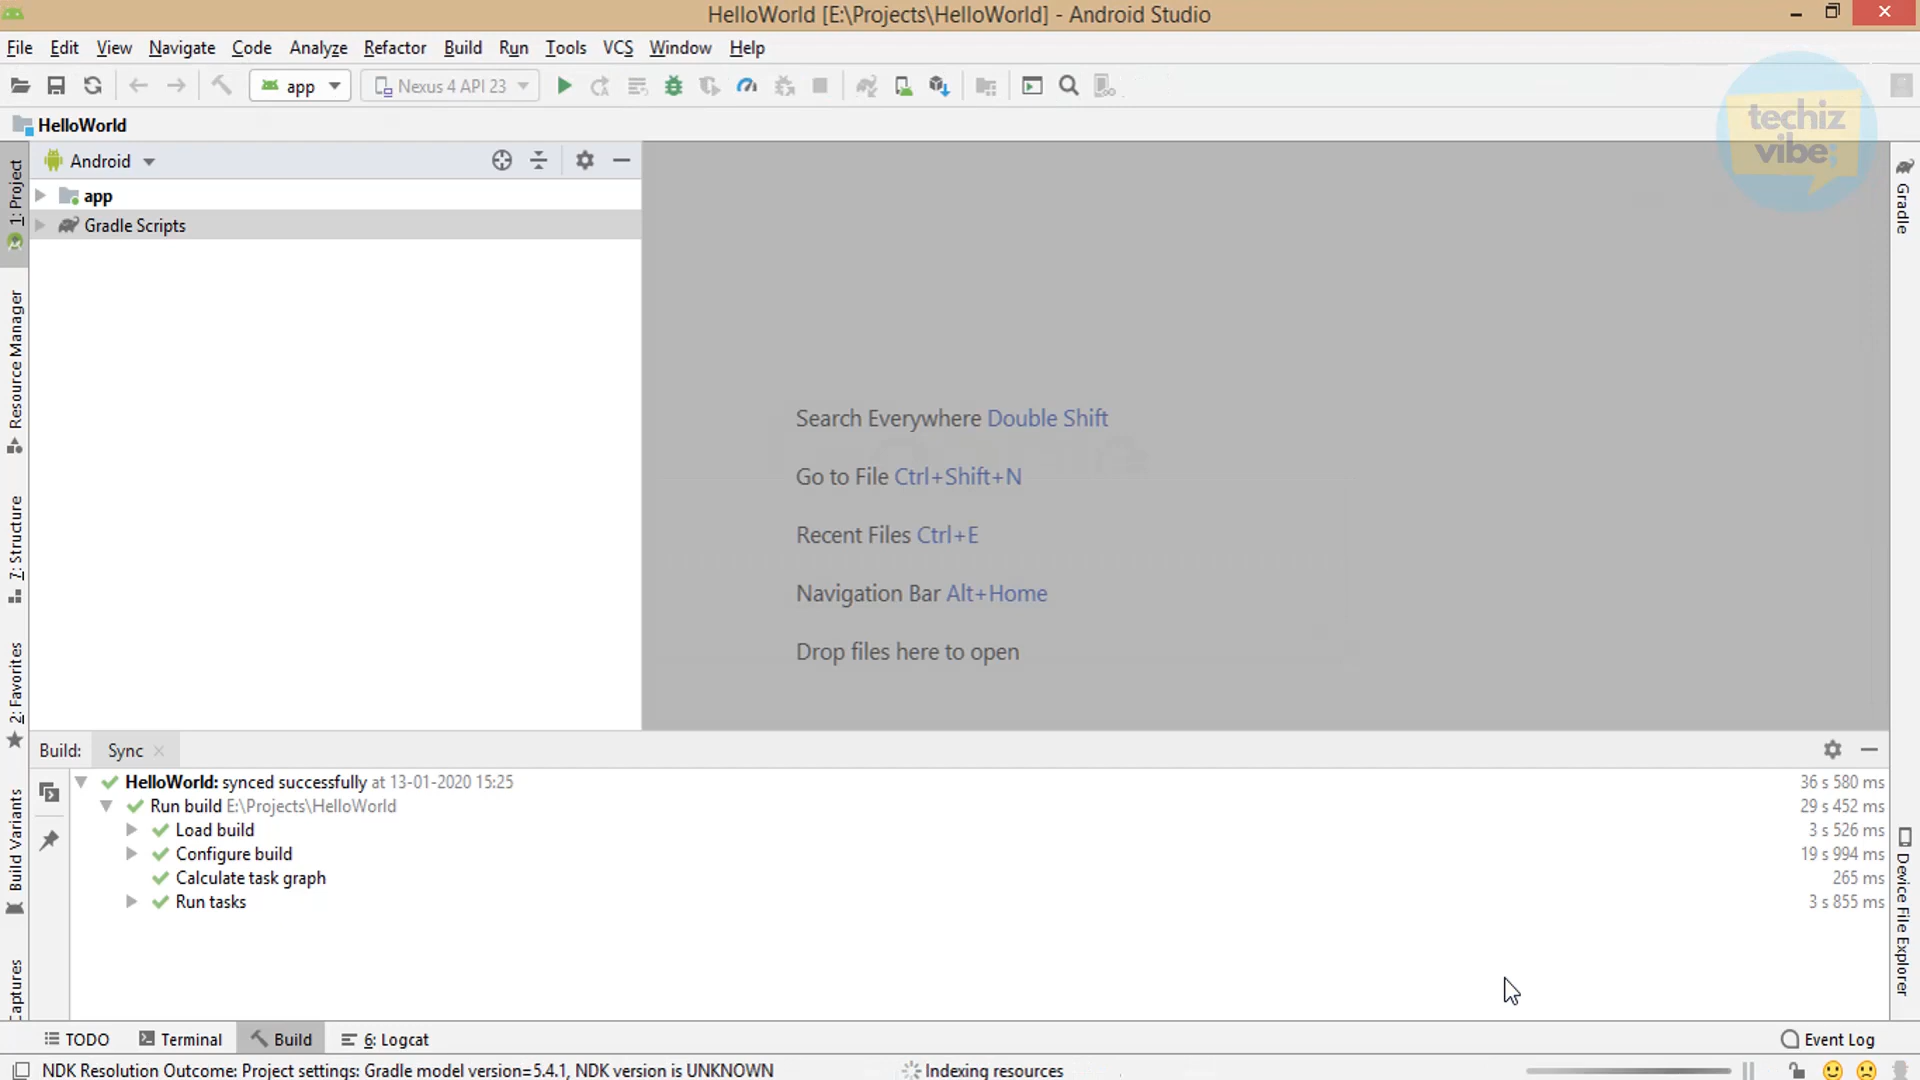 HelloWorld [E:\Projects\HelloWorld] - Android Studio
File Edit View Navigate Code Analyze Refactor Build Run Tools VCS Window Help
app Nexus 4 API 23
techiz
vibe;
HelloWorld
Android
app
Gradle Scripts
1: Project
Resource Manager
7: Structure
2: Favorites
Build Variants
Captures
Gradle
Device File Explorer
Search Everywhere Double Shift
Go to File Ctrl+Shift+N
Recent Files Ctrl+E
Navigation Bar Alt+Home
Drop files here to open
Build: Sync
HelloWorld: synced successfully at 13-01-2020 15:25 36 s 580 ms
Run build E:\Projects\HelloWorld 29 s 452 ms
Load build 3 s 526 ms
Configure build 19 s 994 ms
Calculate task graph 265 ms
Run tasks 3 s 855 ms
TODO Terminal Build 6: Logcat Event Log
NDK Resolution Outcome: Project settings: Gradle model version=5.4.1, NDK version is UNKNOWN Indexing resources